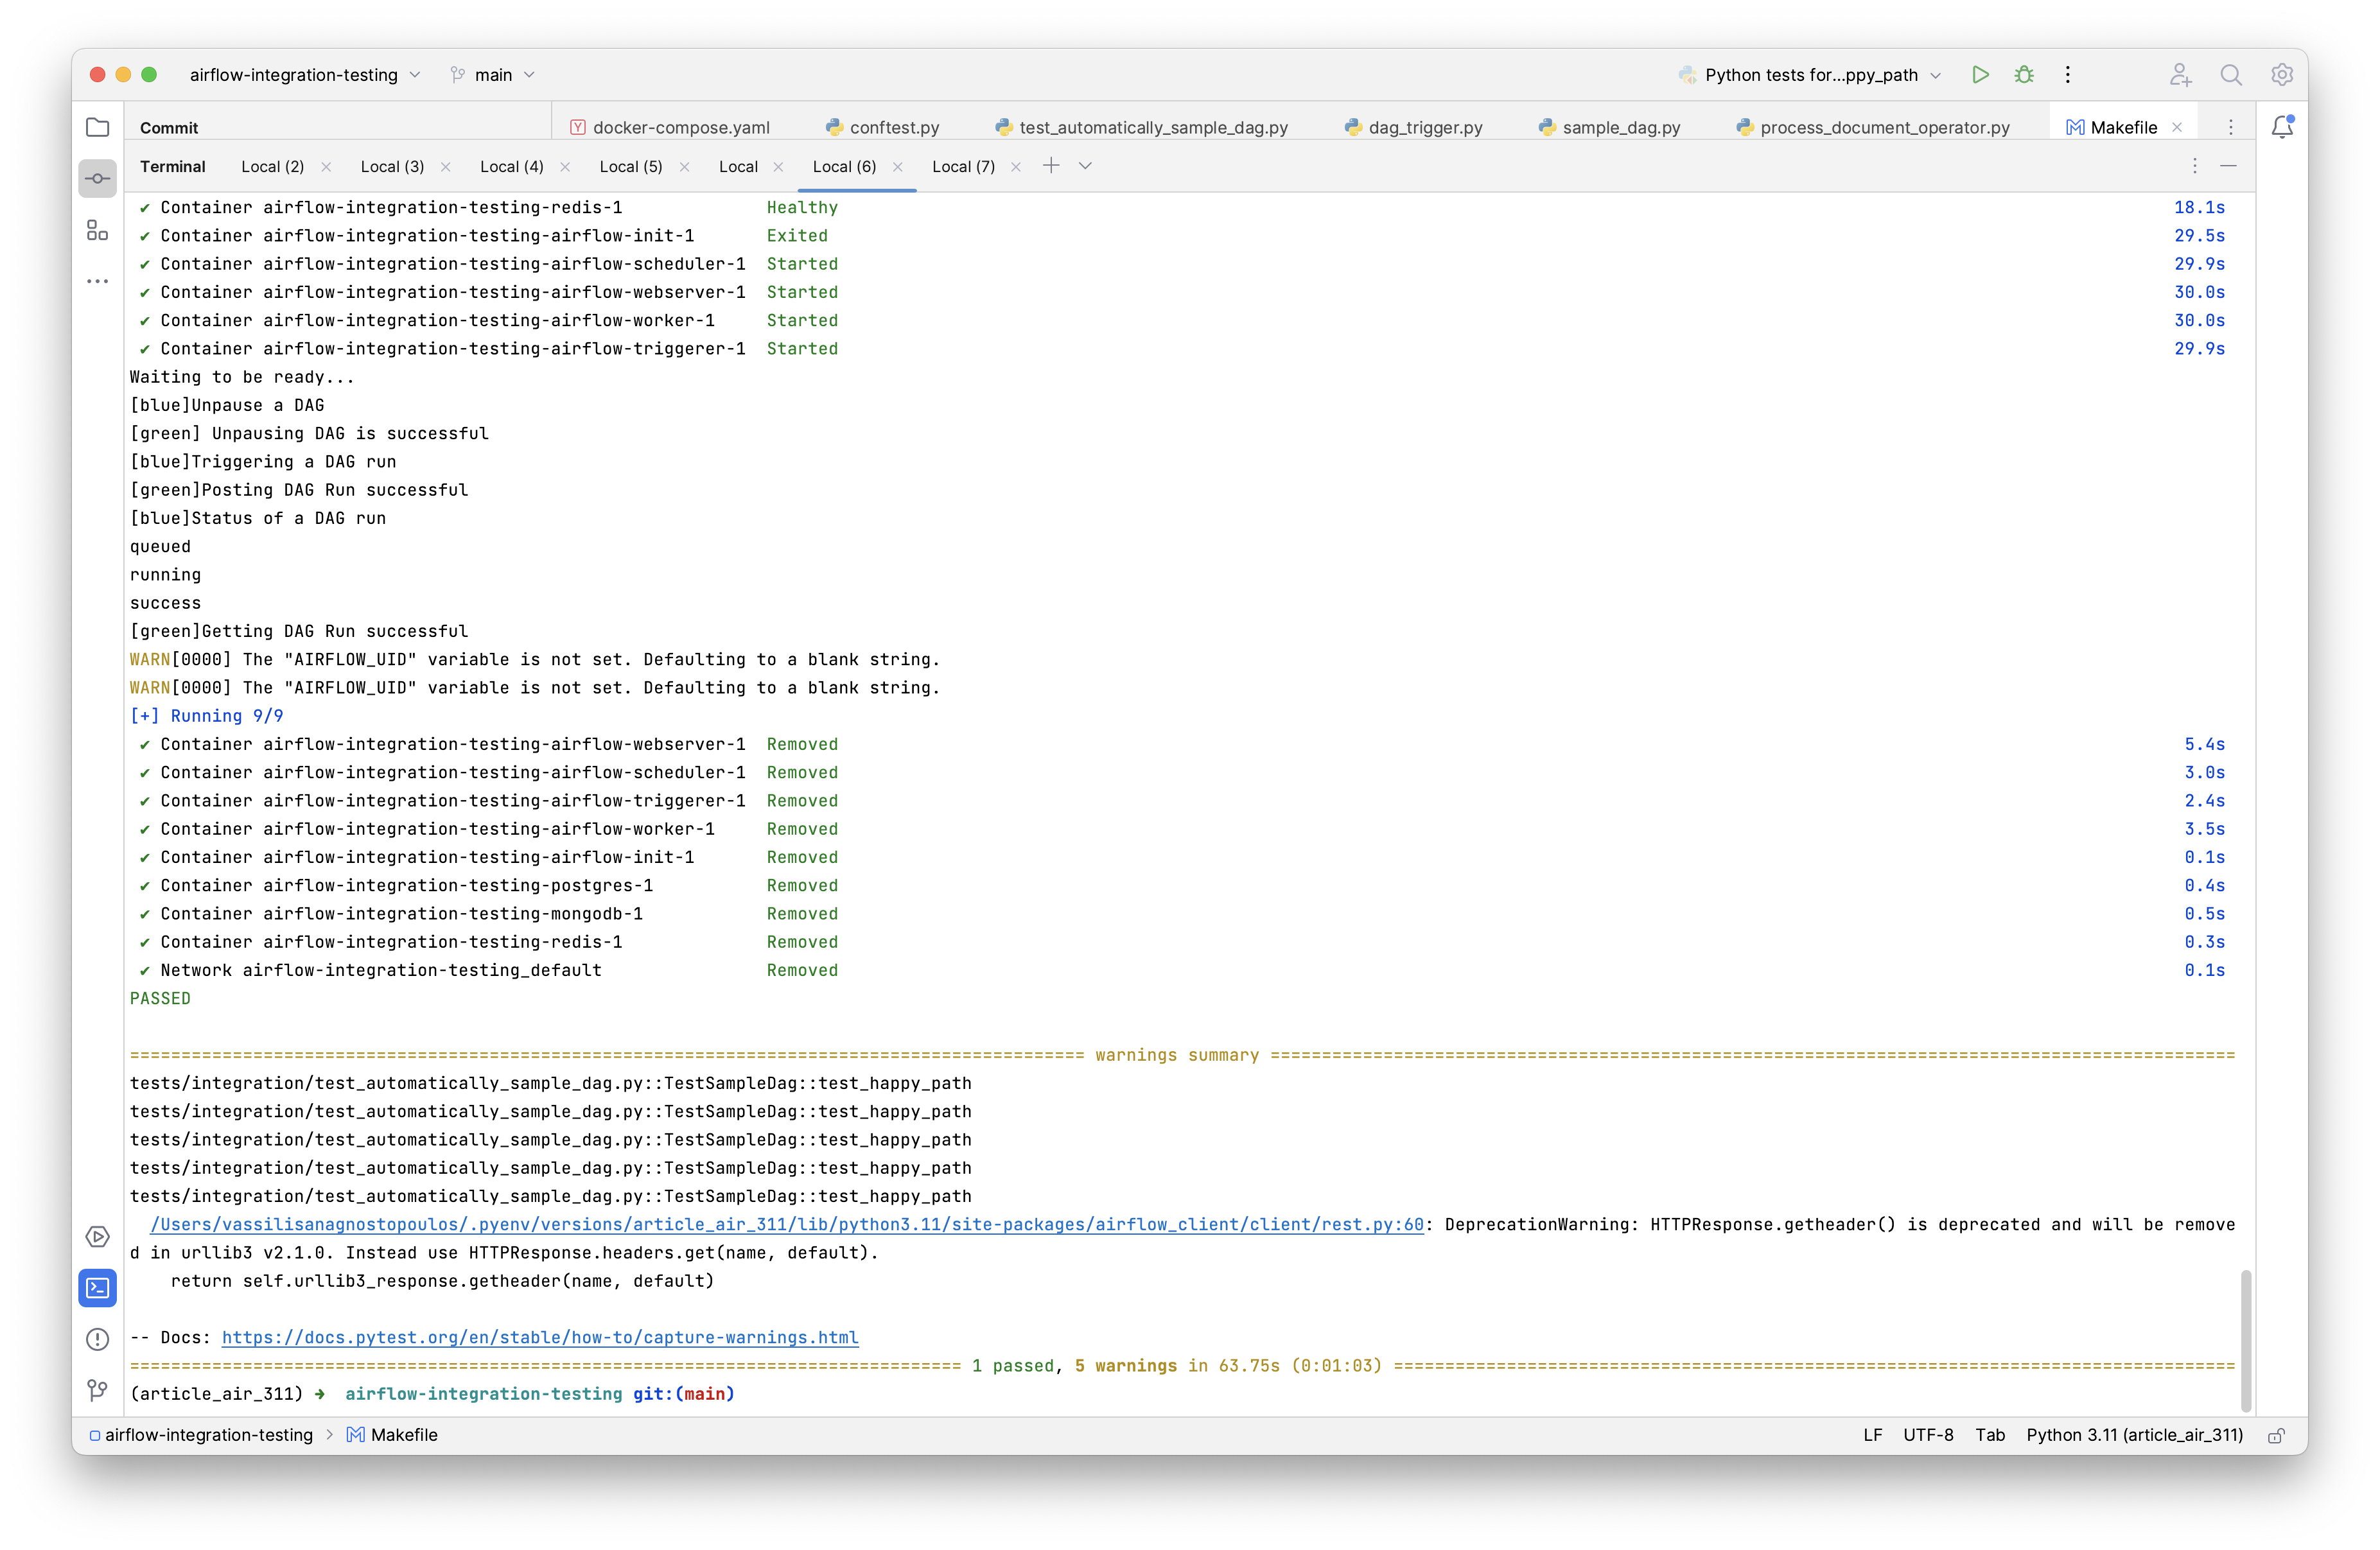 airflow-integration-testing main Python tests for...ppy_path
Commit docker-compose.yaml conftest.py test_automatically_sample_dag.py dag_trigger.py sample_dag.py process_document_operator.py Makefile
Terminal Local (2) Local (3) Local (4) Local (5) Local Local (6) Local (7)
✔ Container airflow-integration-testing-redis-1 Healthy 18.1s
✔ Container airflow-integration-testing-airflow-init-1 Exited 29.5s
✔ Container airflow-integration-testing-airflow-scheduler-1 Started 29.9s
✔ Container airflow-integration-testing-airflow-webserver-1 Started 30.0s
✔ Container airflow-integration-testing-airflow-worker-1 Started 30.0s
✔ Container airflow-integration-testing-airflow-triggerer-1 Started 29.9s
Waiting to be ready...
[blue]Unpause a DAG
[green] Unpausing DAG is successful
[blue]Triggering a DAG run
[green]Posting DAG Run successful
[blue]Status of a DAG run
queued
running
success
[green]Getting DAG Run successful
WARN[0000] The "AIRFLOW_UID" variable is not set. Defaulting to a blank string.
WARN[0000] The "AIRFLOW_UID" variable is not set. Defaulting to a blank string.
[+] Running 9/9
✔ Container airflow-integration-testing-airflow-webserver-1 Removed 5.4s
✔ Container airflow-integration-testing-airflow-scheduler-1 Removed 3.0s
✔ Container airflow-integration-testing-airflow-triggerer-1 Removed 2.4s
✔ Container airflow-integration-testing-airflow-worker-1 Removed 3.5s
✔ Container airflow-integration-testing-airflow-init-1 Removed 0.1s
✔ Container airflow-integration-testing-postgres-1 Removed 0.4s
✔ Container airflow-integration-testing-mongodb-1 Removed 0.5s
✔ Container airflow-integration-testing-redis-1 Removed 0.3s
✔ Network airflow-integration-testing_default Removed 0.1s
PASSED
============================== warnings summary ==============================
tests/integration/test_automatically_sample_dag.py::TestSampleDag::test_happy_path
tests/integration/test_automatically_sample_dag.py::TestSampleDag::test_happy_path
tests/integration/test_automatically_sample_dag.py::TestSampleDag::test_happy_path
tests/integration/test_automatically_sample_dag.py::TestSampleDag::test_happy_path
tests/integration/test_automatically_sample_dag.py::TestSampleDag::test_happy_path
/Users/vassilisanagnostopoulos/.pyenv/versions/article_air_311/lib/python3.11/site-packages/airflow_client/client/rest.py:60: DeprecationWarning: HTTPResponse.getheader() is deprecated and will be remove
d in urllib3 v2.1.0. Instead use HTTPResponse.headers.get(name, default).
return self.urllib3_response.getheader(name, default)
-- Docs: https://docs.pytest.org/en/stable/how-to/capture-warnings.html
============================== 1 passed, 5 warnings in 63.75s (0:01:03) ==============================
(article_air_311) ➜ airflow-integration-testing git:(main)
airflow-integration-testing > Makefile LF UTF-8 Tab Python 3.11 (article_air_311)